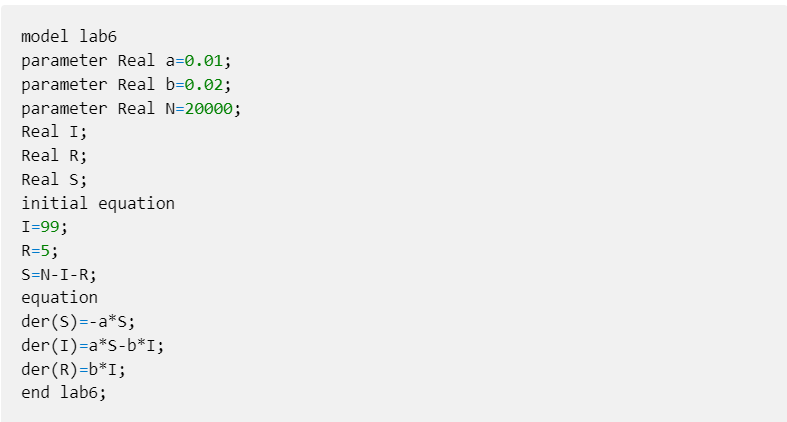 model lab6
parameter Real a=0.01;
parameter Real b=0.02;
parameter Real N=20000;
Real I;
Real R;
Real S;
initial equation
I=99;
R=5;
S=N-I-R;
equation
der(S)=-a*S;
der(I)=a*S-b*I;
der(R)=b*I;
end lab6;